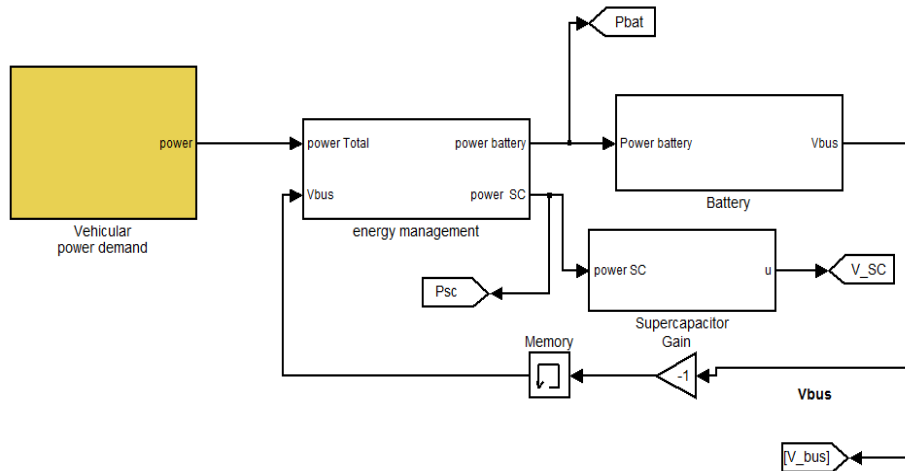 Pbat
power
Vehicular
power demand
power Total
power battery
Vbus
power SC
energy management
Power battery
Vbus
Battery
power SC
u
Supercapacitor
V_SC
Psc
Memory
Gain
-1
Vbus
[V_bus]